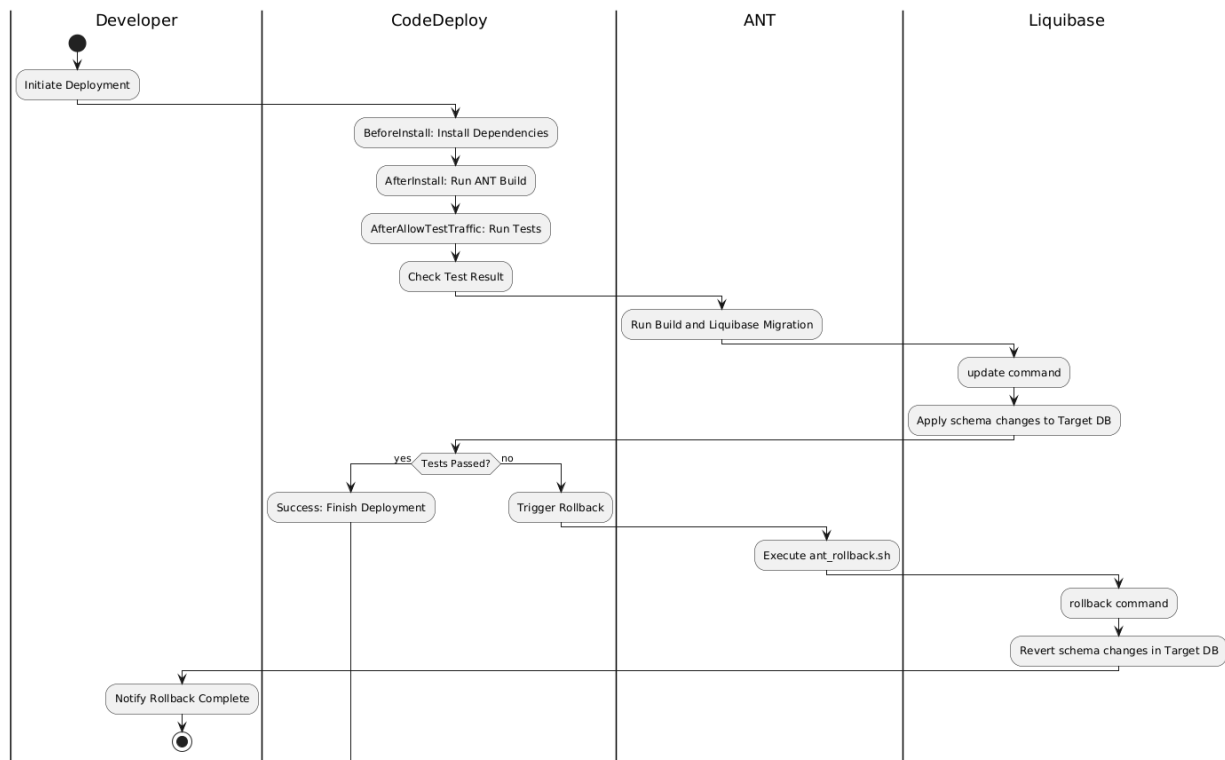 Developer
CodeDeploy
ANT
Liquibase
Initiate Deployment
BeforeInstall: Install Dependencies
AfterInstall: Run ANT Build
AfterAllowTestTraffic: Run Tests
Check Test Result
Run Build and Liquibase Migration
update command
Apply schema changes to Target DB
yes
Tests Passed?
no
Success: Finish Deployment
Trigger Rollback
Execute ant_rollback.sh
rollback command
Revert schema changes in Target DB
Notify Rollback Complete